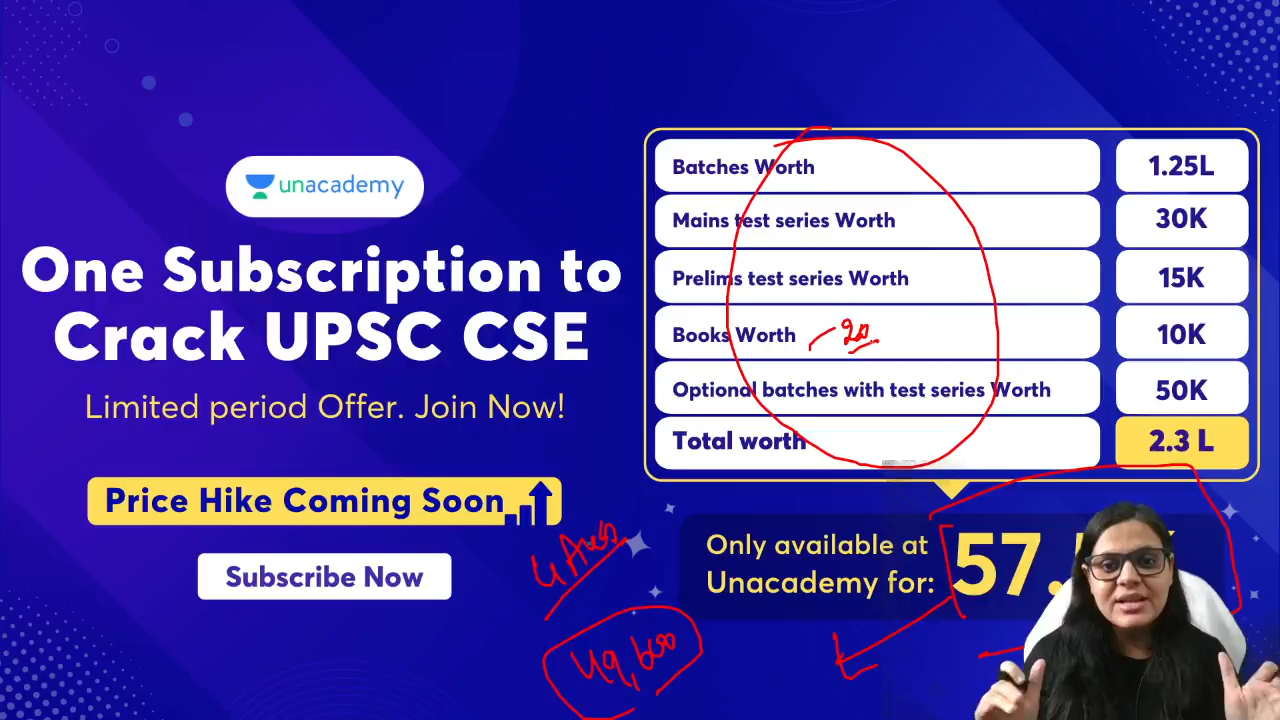 unacademy
One Subscription to
Crack UPSC CSE
Limited period Offer. Join Now!
Price Hike Coming Soon
Subscribe Now
Batches Worth 1.25L
Mains test series Worth 30K
Prelims test series Worth 15K
Books Worth 20 10K
Optional batches with test series Worth 50K
Total worth 2.3 L
Only available at
Unacademy for: 57.
49,600